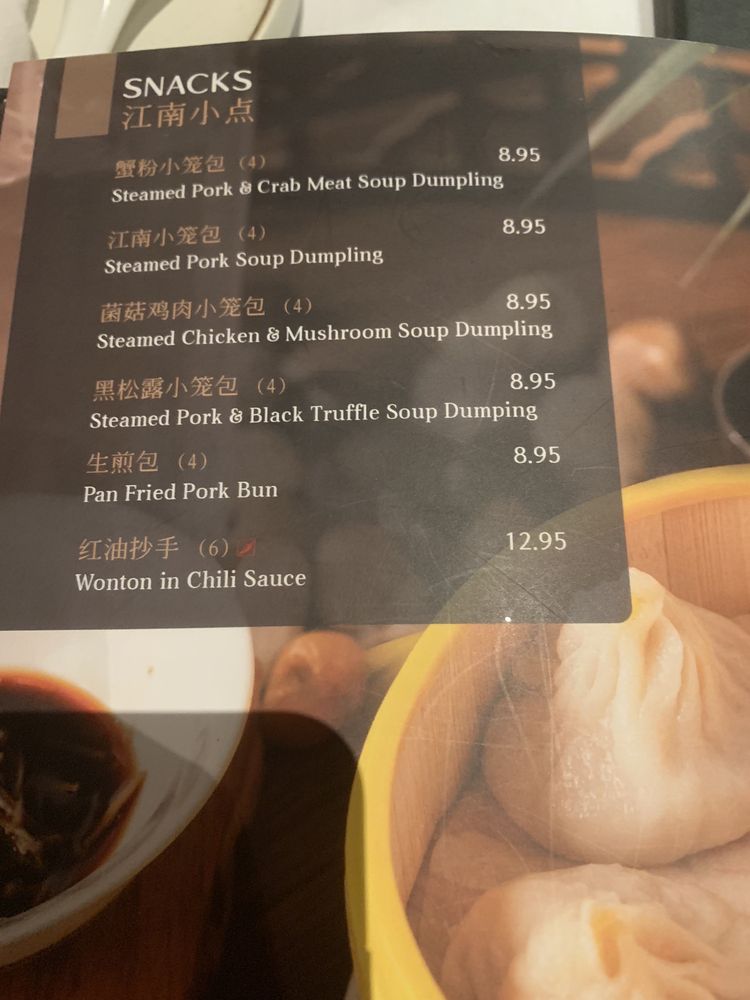 SNACKS
江南小点
蟹粉小笼包 (4) 8.95
Steamed Pork & Crab Meat Soup Dumpling
江南小笼包 (4) 8.95
Steamed Pork Soup Dumpling
菌菇鸡肉小笼包 (4) 8.95
Steamed Chicken & Mushroom Soup Dumpling
黑松露小笼包 (4) 8.95
Steamed Pork & Black Truffle Soup Dumping
生煎包 (4) 8.95
Pan Fried Pork Bun
红油抄手 (6) 12.95
Wonton in Chili Sauce